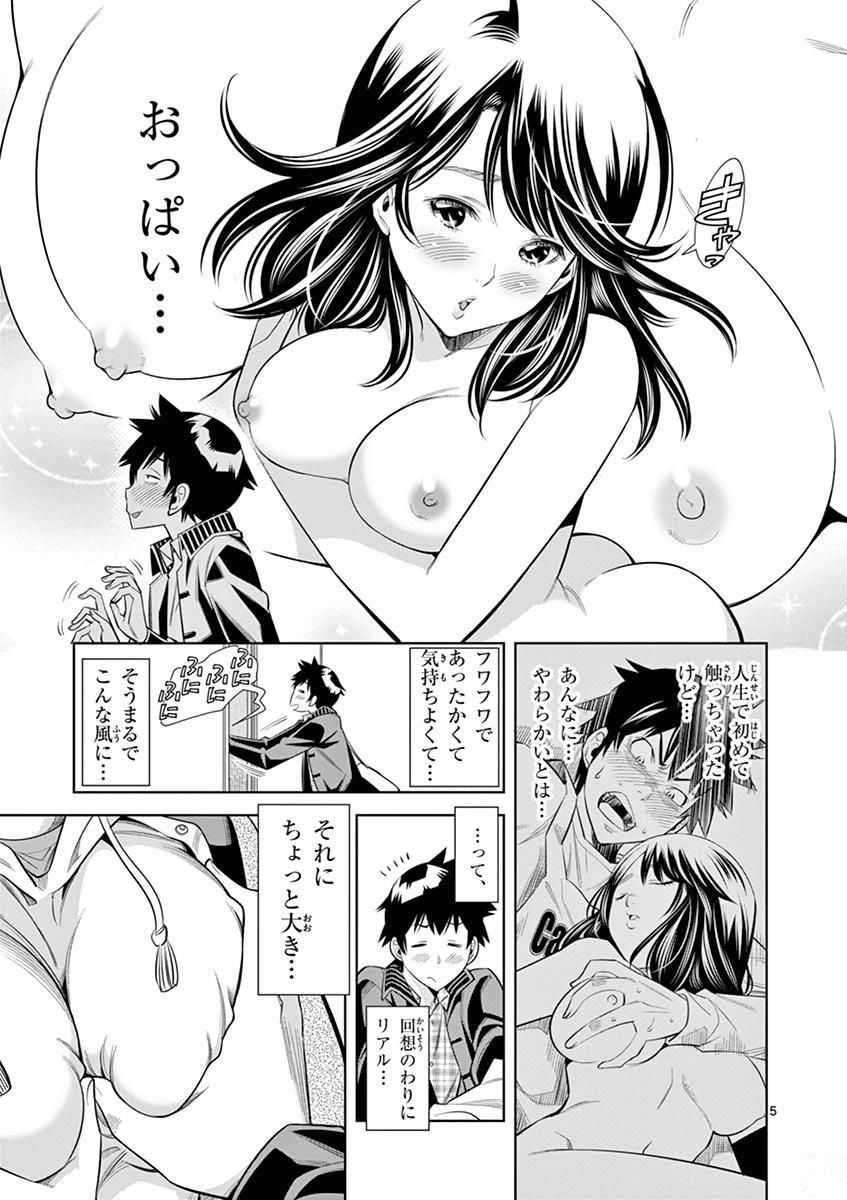 おっぱい…
キャっ
人生で初めて
触っちゃった
けど…
あんなに…
やわらかいとは…
フワフワで
あったかくて
気持ちよくて…
ふに
ふに
ふに
ふに
そうまるで
こんな風に…
…って、
回想のわりに
リアル…
それに
ちょっと大き…
5